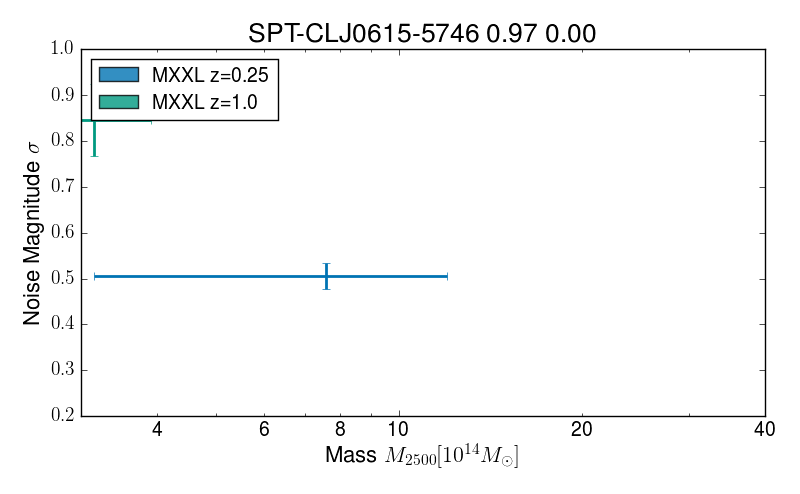 SPT-CLJ0615-5746 0.97 0.00
1.0
MXXL z=0.25
0.9
MXXL z=1.0
0.8
0.7
0.6
0.5
0.4
0.3
0.2
Noise Magnitude σ
4 6 8 10 20 40
Mass M₂₅₀₀[10¹⁴M⊙]